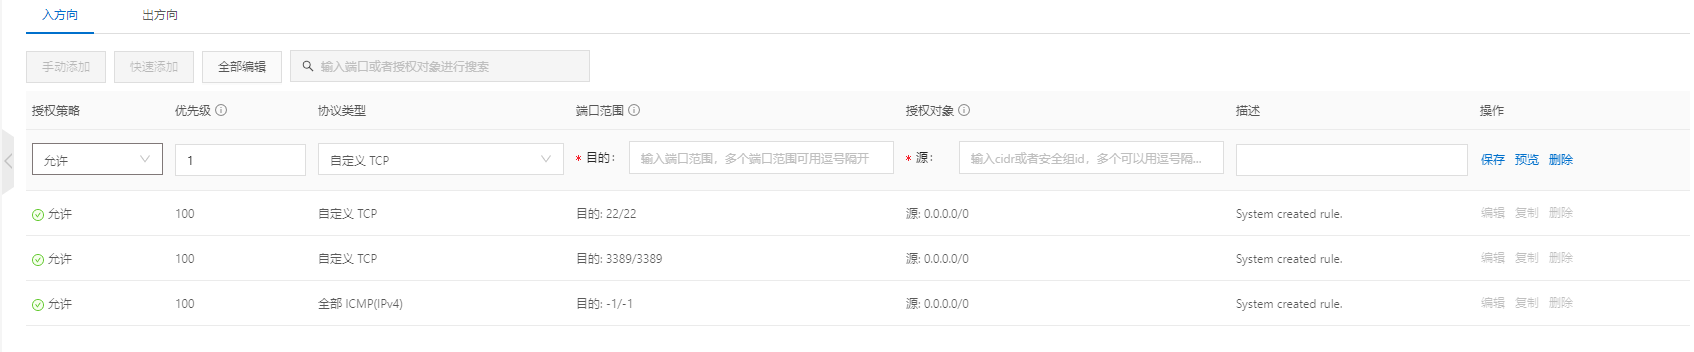 入方向 出方向
手动添加 快速添加 全部编辑 输入端口或者授权对象进行搜索
授权策略 优先级 协议类型 端口范围 授权对象 描述 操作
允许 1 自定义 TCP * 目的: 输入端口范围，多个端口范围可用逗号隔开 * 源: 输入cidr或者安全组id，多个可以用逗号隔... 保存 预览 删除
允许 100 自定义 TCP 目的: 22/22 源: 0.0.0.0/0 System created rule. 编辑 复制 删除
允许 100 自定义 TCP 目的: 3389/3389 源: 0.0.0.0/0 System created rule. 编辑 复制 删除
允许 100 全部 ICMP(IPv4) 目的: -1/-1 源: 0.0.0.0/0 System created rule. 编辑 复制 删除